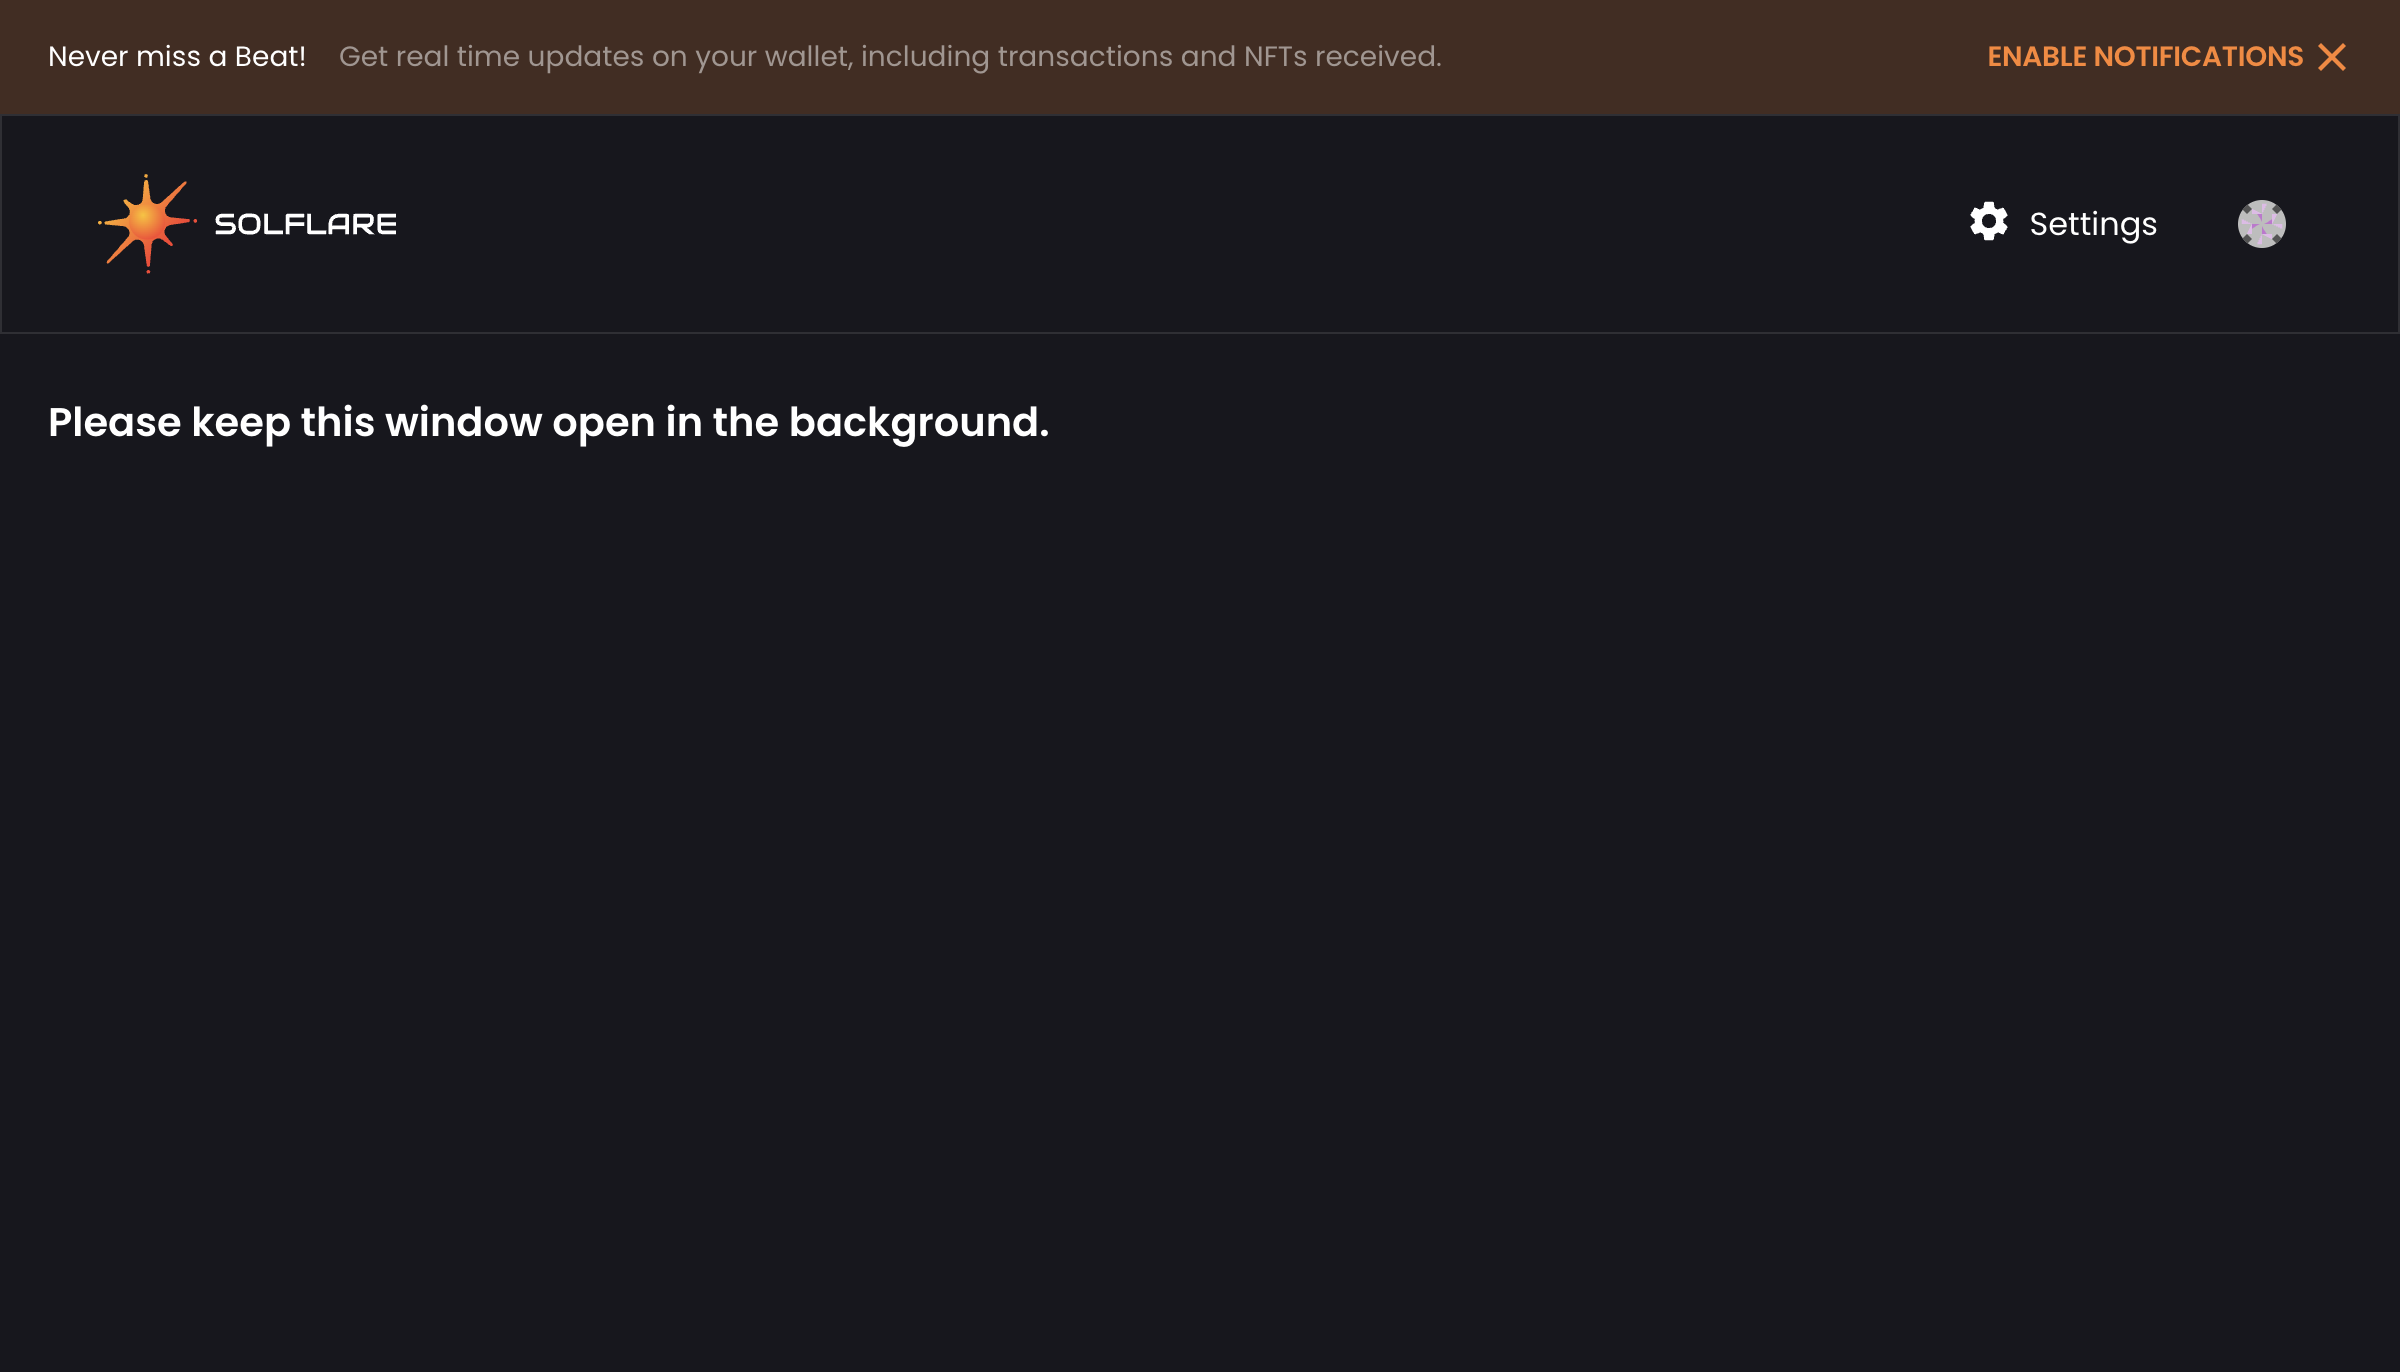 Never miss a Beat! Get real time updates on your wallet, including transactions and NFTs received. ENABLE NOTIFICATIONS
SOLFLARE Settings
Please keep this window open in the background.